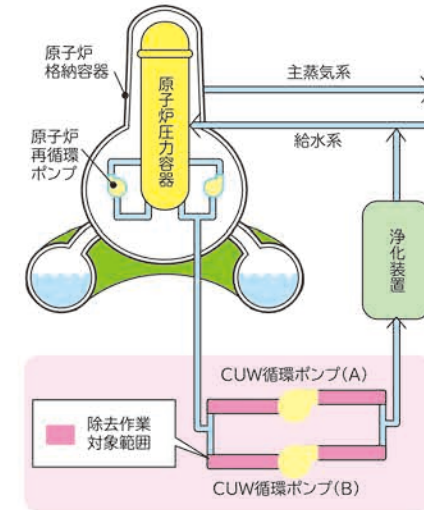 原子炉
格納容器
原子炉圧力容器
主蒸気系
給水系
原子炉
再循環
ポンプ
浄化装置
CUW循環ポンプ(A)
除去作業
対象範囲
CUW循環ポンプ(B)